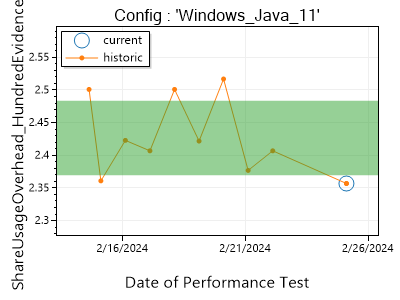 Config : 'Windows_Java_11'
current
historic
ShareUsageOverhead_HundredEvidence
2.55
2.5
2.45
2.4
2.35
2.3
2/16/2024
2/21/2024
2/26/2024
Date of Performance Test